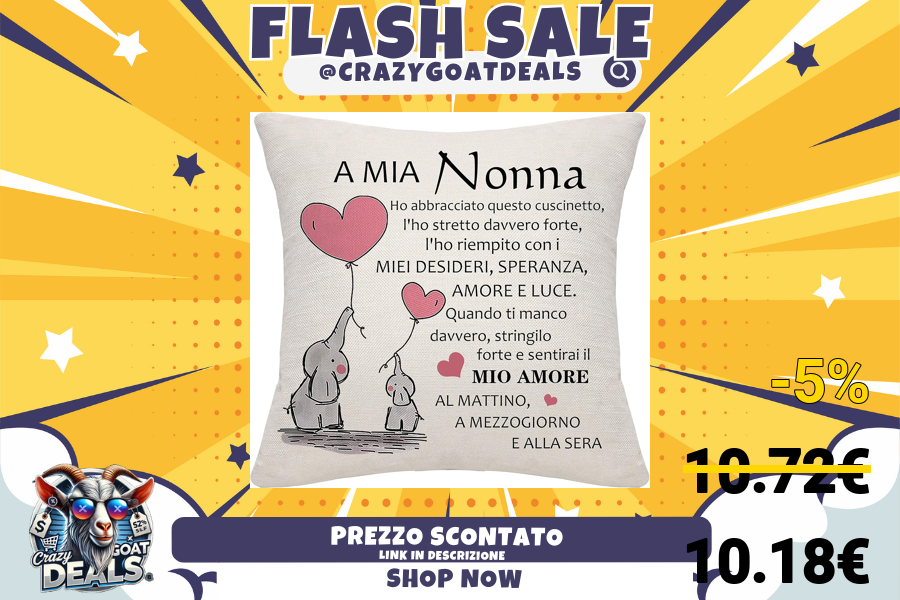 FLASH SALE
@CRAZYGOATDEALS
A MIA Nonna
Ho abbracciato questo cuscinetto,
l'ho stretto davvero forte,
l'ho riempito con i
MIEI DESIDERI, SPERANZA,
AMORE E LUCE.
Quando ti manco
davvero, stringilo
forte e sentirai il
MIO AMORE
AL MATTINO,
A MEZZOGIORNO
E ALLA SERA
-5%
10.72€
10.18€
PREZZO SCONTATO
LINK IN DESCRIZIONE
SHOP NOW
$
52%
Crazy
GOAT
DEALS